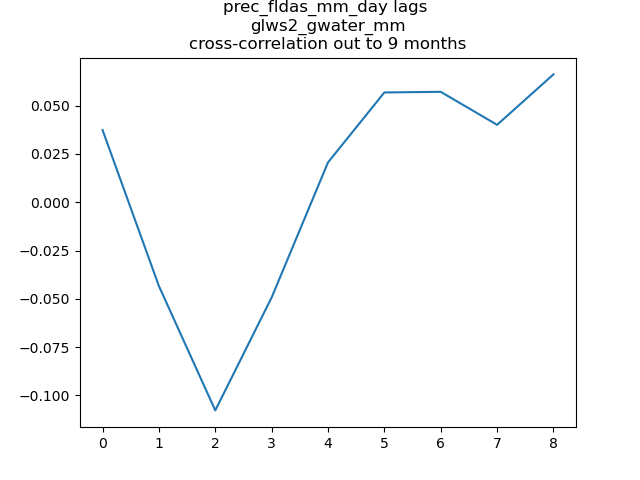 prec_fldas_mm_day lags
glws2_gwater_mm
cross-correlation out to 9 months
0.050
0.025
0.000
−0.025
−0.050
−0.075
−0.100
0 1 2 3 4 5 6 7 8